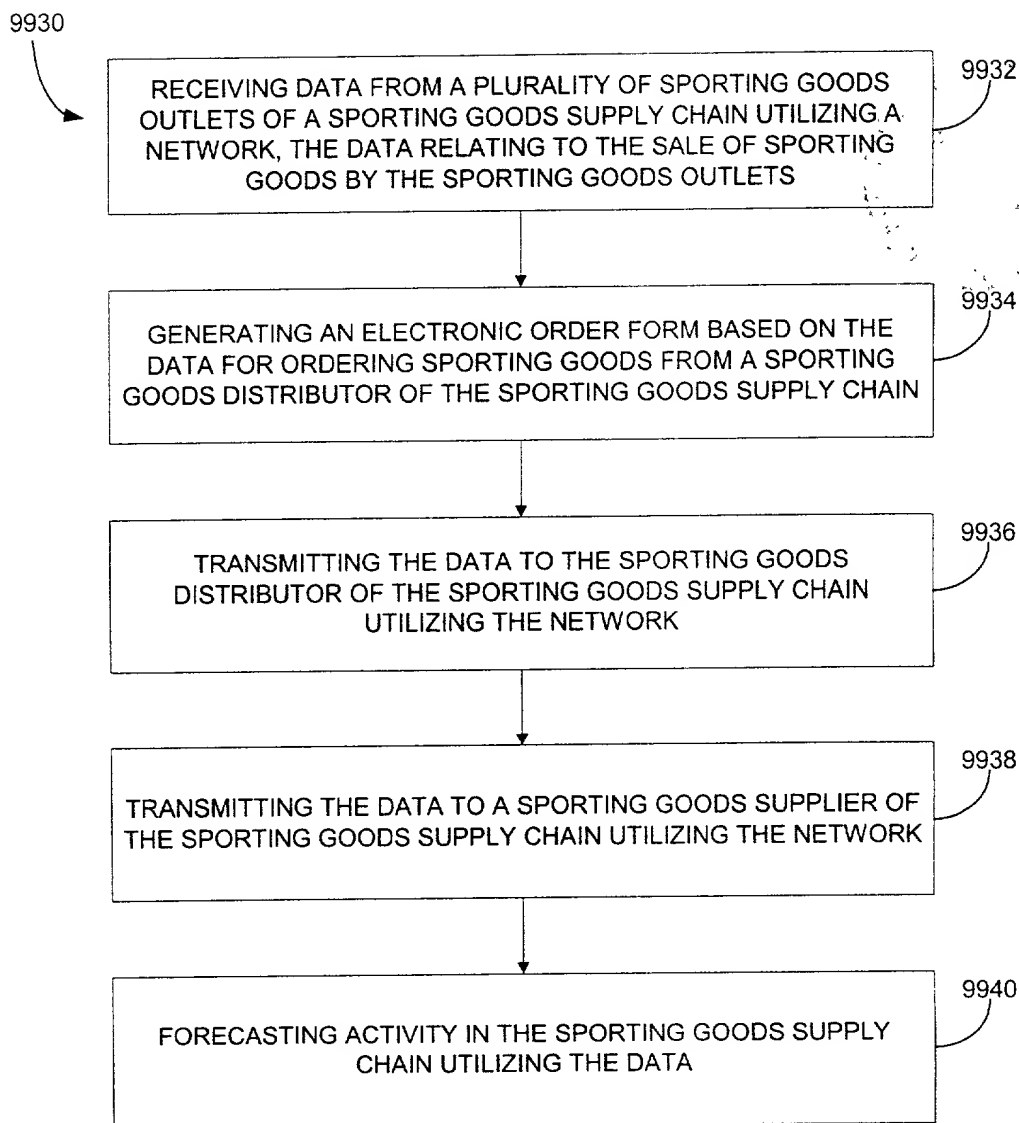 9930
9932
RECEIVING DATA FROM A PLURALITY OF SPORTING GOODS
OUTLETS OF A SPORTING GOODS SUPPLY CHAIN UTILIZING A
NETWORK, THE DATA RELATING TO THE SALE OF SPORTING
GOODS BY THE SPORTING GOODS OUTLETS
9934
GENERATING AN ELECTRONIC ORDER FORM BASED ON THE
DATA FOR ORDERING SPORTING GOODS FROM A SPORTING
GOODS DISTRIBUTOR OF THE SPORTING GOODS SUPPLY CHAIN
9936
TRANSMITTING THE DATA TO THE SPORTING GOODS
DISTRIBUTOR OF THE SPORTING GOODS SUPPLY CHAIN
UTILIZING THE NETWORK
9938
TRANSMITTING THE DATA TO A SPORTING GOODS SUPPLIER OF
THE SPORTING GOODS SUPPLY CHAIN UTILIZING THE NETWORK
9940
FORECASTING ACTIVITY IN THE SPORTING GOODS SUPPLY
CHAIN UTILIZING THE DATA